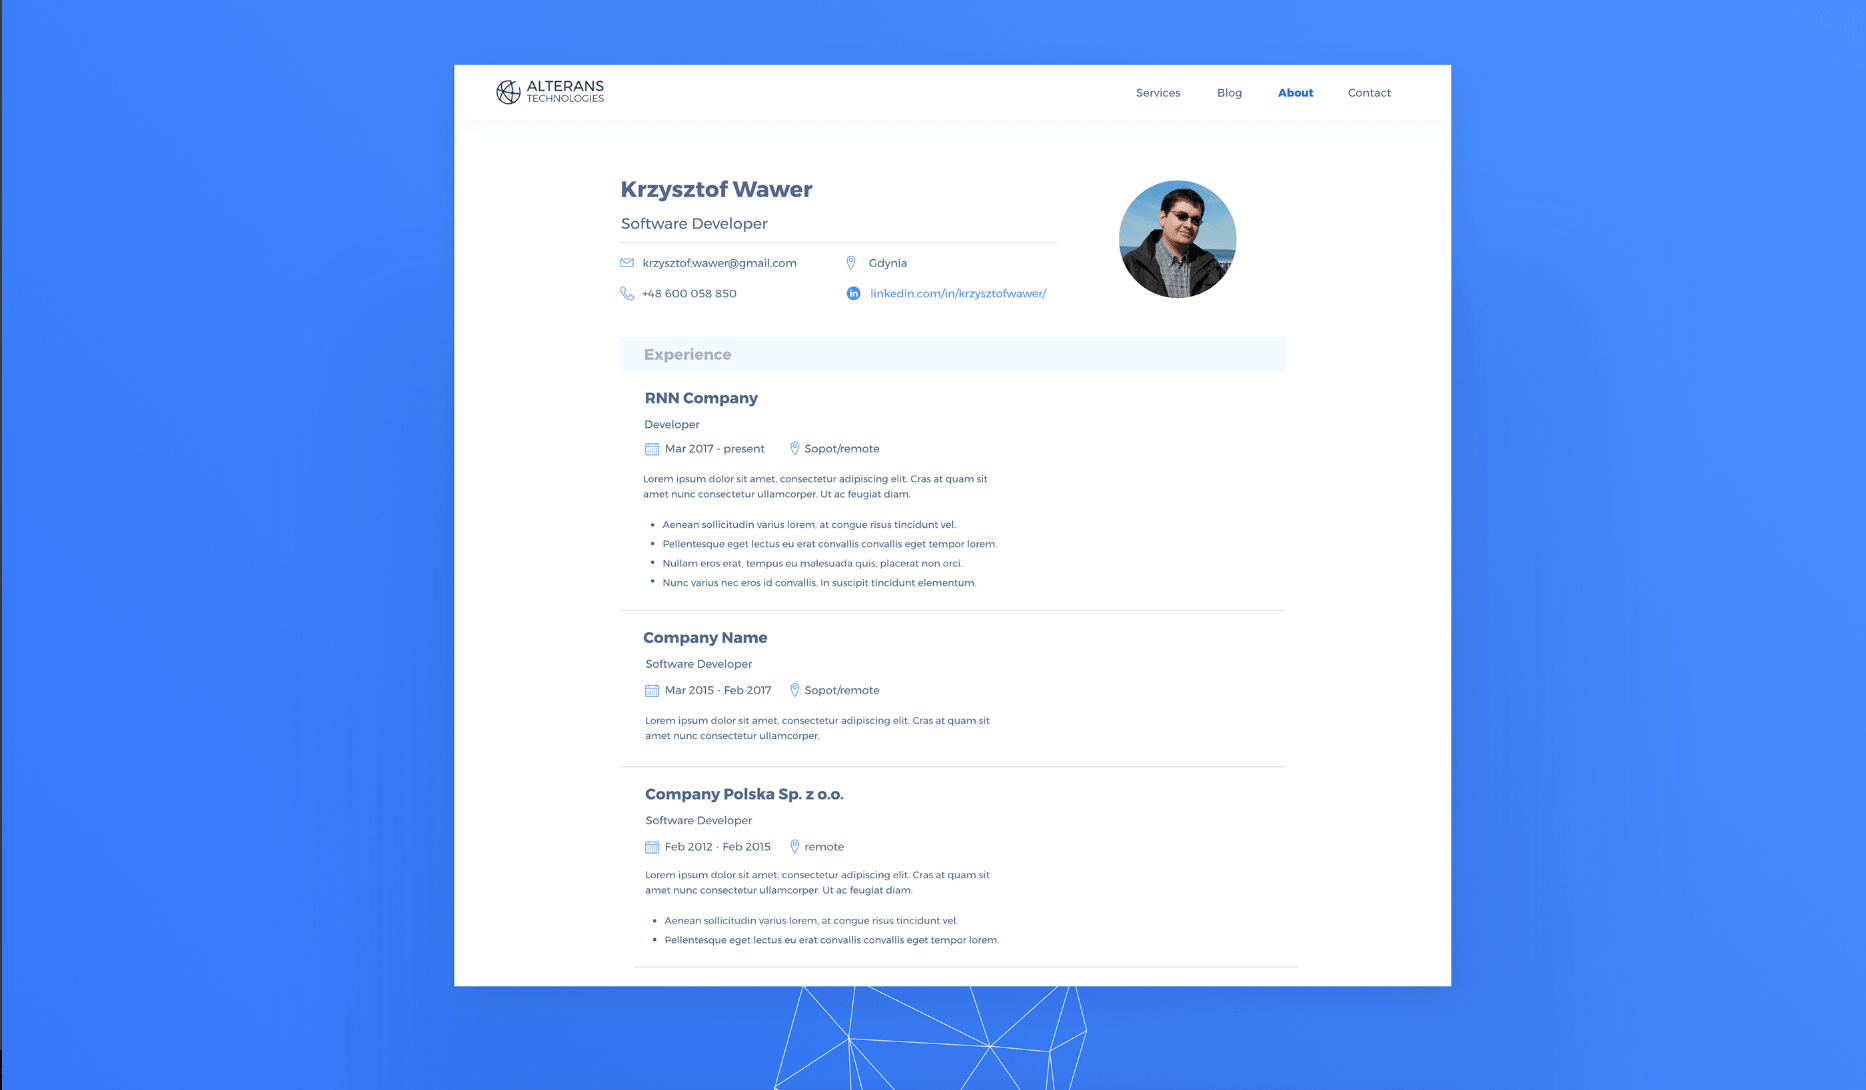 ALTERANS
TECHNOLOGIES
Services Blog About Contact
Krzysztof Wawer
Software Developer
krzysztof.wawer@gmail.com Gdynia
+48 600 058 850 in linkedin.com/in/krzysztofwawer/
Experience
RNN Company
Developer
Mar 2017 - present Sopot/remote
Lorem ipsum dolor sit amet, consectetur adipiscing elit. Cras at quam sit
amet nunc consectetur ullamcorper. Ut ac feugiat diam.
• Aenean sollicitudin varius lorem, at congue risus tincidunt vel.
• Pellentesque eget lectus eu erat convallis convallis eget tempor lorem.
• Nullam eros erat, tempus eu malesuada quis, placerat non orci.
• Nunc varius nec eros id convallis. In suscipit tincidunt elementum.
Company Name
Software Developer
Mar 2015 - Feb 2017 Sopot/remote
Lorem ipsum dolor sit amet, consectetur adipiscing elit. Cras at quam sit
amet nunc consectetur ullamcorper.
Company Polska Sp. z o.o.
Software Developer
Feb 2012 - Feb 2015 remote
Lorem ipsum dolor sit amet, consectetur adipiscing elit. Cras at quam sit
amet nunc consectetur ullamcorper. Ut ac feugiat diam.
• Aenean sollicitudin varius lorem, at congue risus tincidunt vel.
• Pellentesque eget lectus eu erat convallis convallis eget tempor lorem.